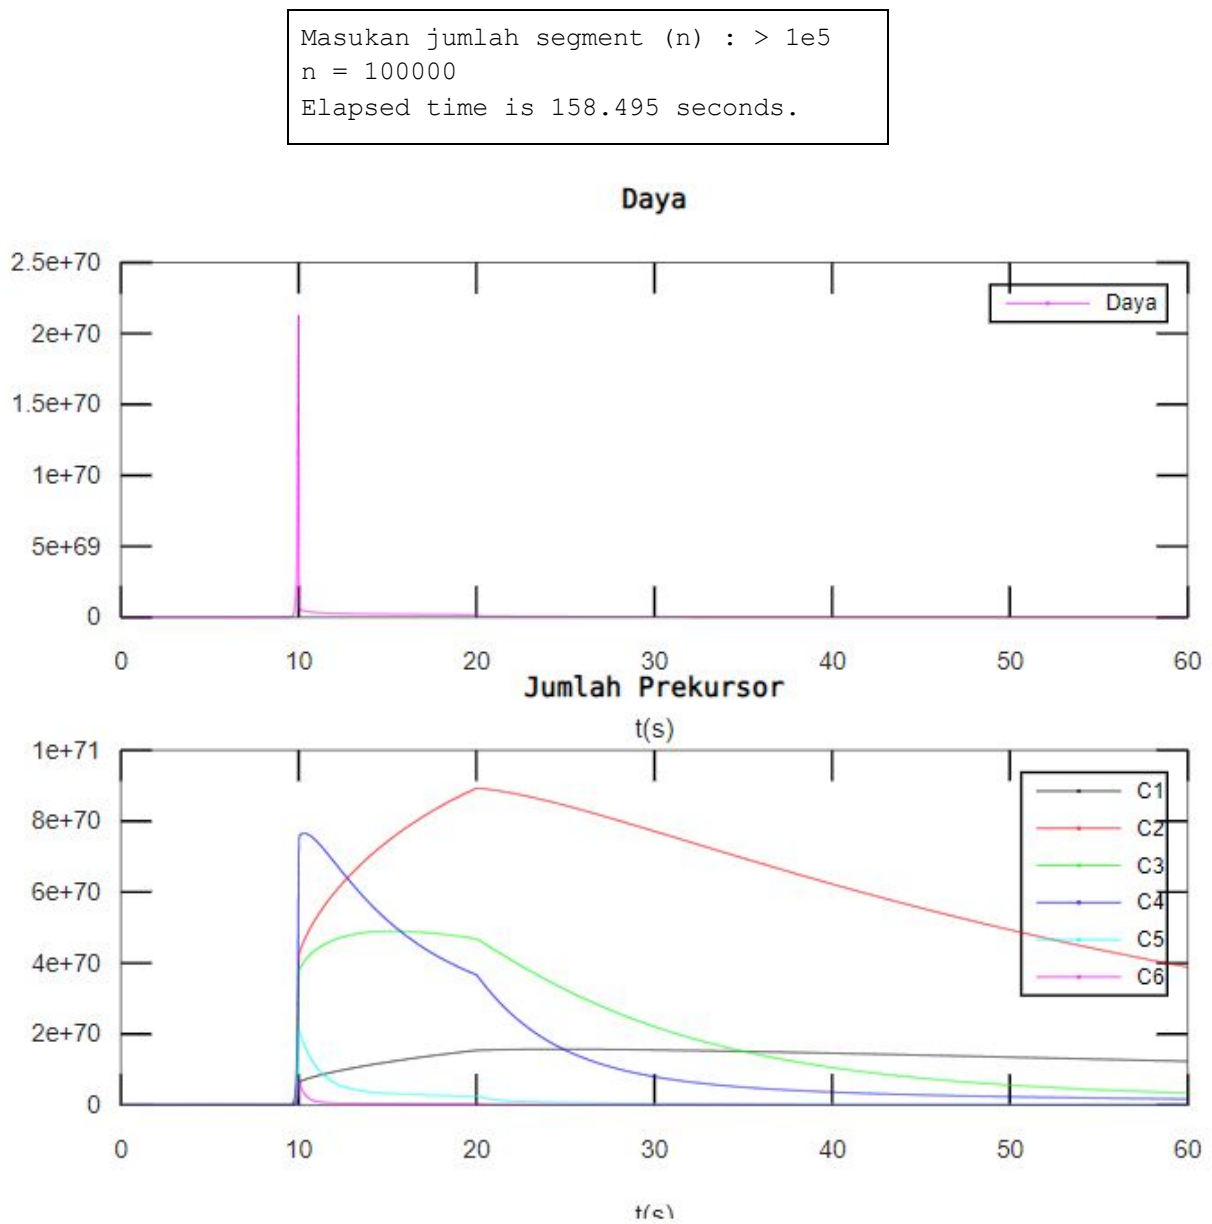 Masukan jumlah segment (n) : > 1e5
n = 100000
Elapsed time is 158.495 seconds.
Daya
2.5e+70
2e+70
1.5e+70
1e+70
5e+69
0
Daya
0 10 20 30 40 50 60
t(s)
Jumlah Prekursor
1e+71
8e+70
6e+70
4e+70
2e+70
0
C1
C2
C3
C4
C5
C6
0 10 20 30 40 50 60
t(s)